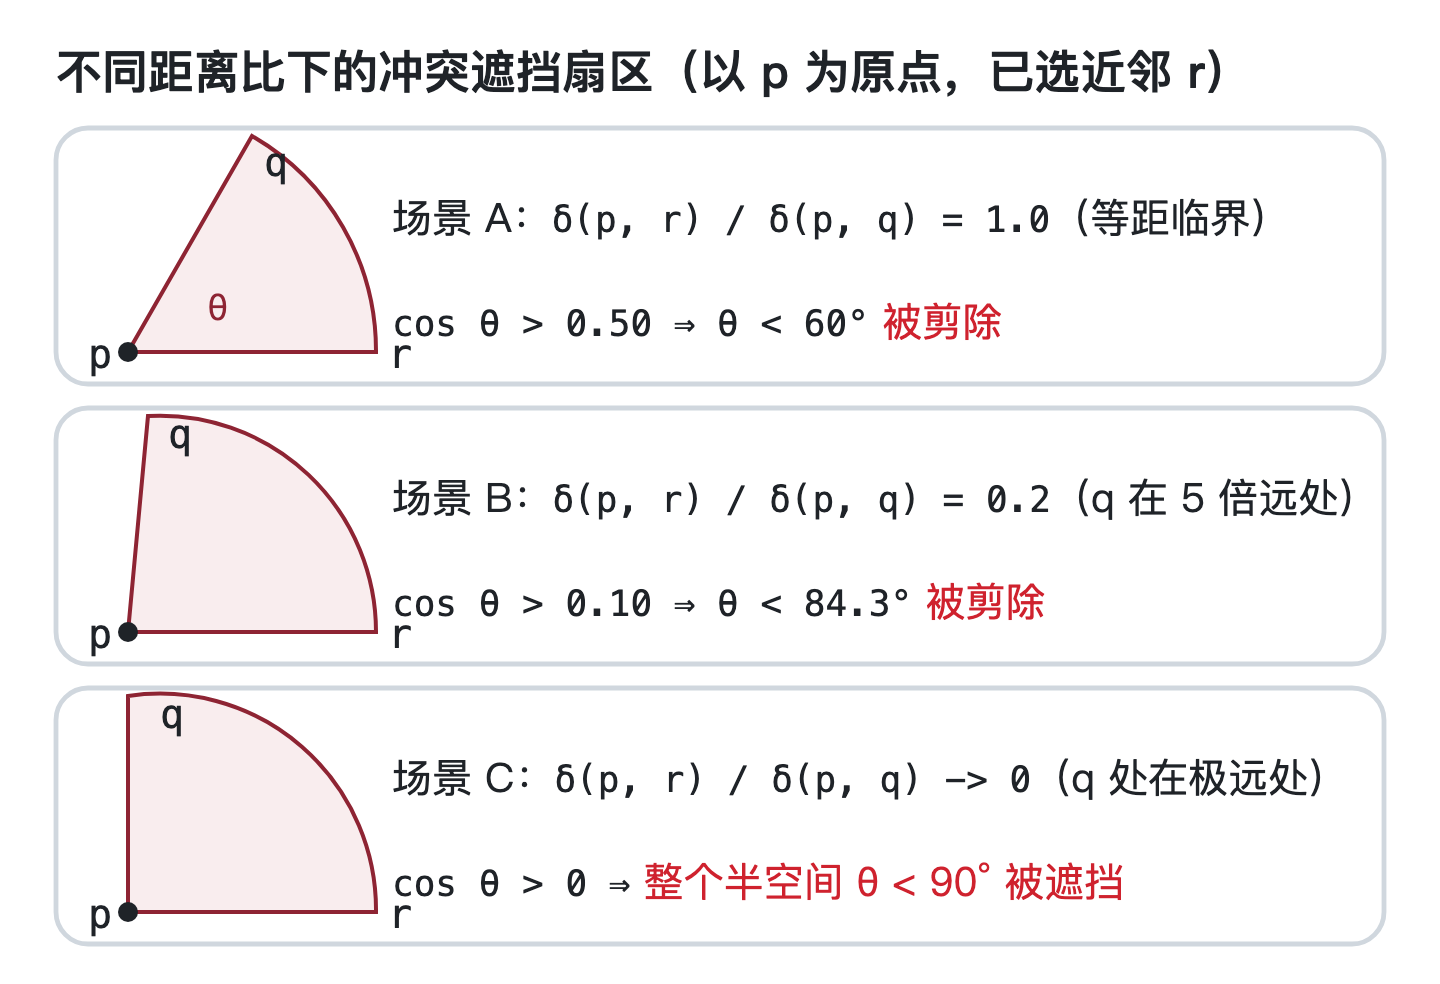 不同距离比下的冲突遮挡扇区（以 p 为原点，已选近邻 r）
q
场景 A：δ(p, r) / δ(p, q) = 1.0（等距临界）
θ
cos θ > 0.50 ⇒ θ < 60° 被剪除
p
r
q
场景 B：δ(p, r) / δ(p, q) = 0.2（q 在 5 倍远处）
cos θ > 0.10 ⇒ θ < 84.3° 被剪除
p
r
q
场景 C：δ(p, r) / δ(p, q) -> 0（q 处在极远处）
cos θ > 0 ⇒ 整个半空间 θ < 90° 被遮挡
p
r